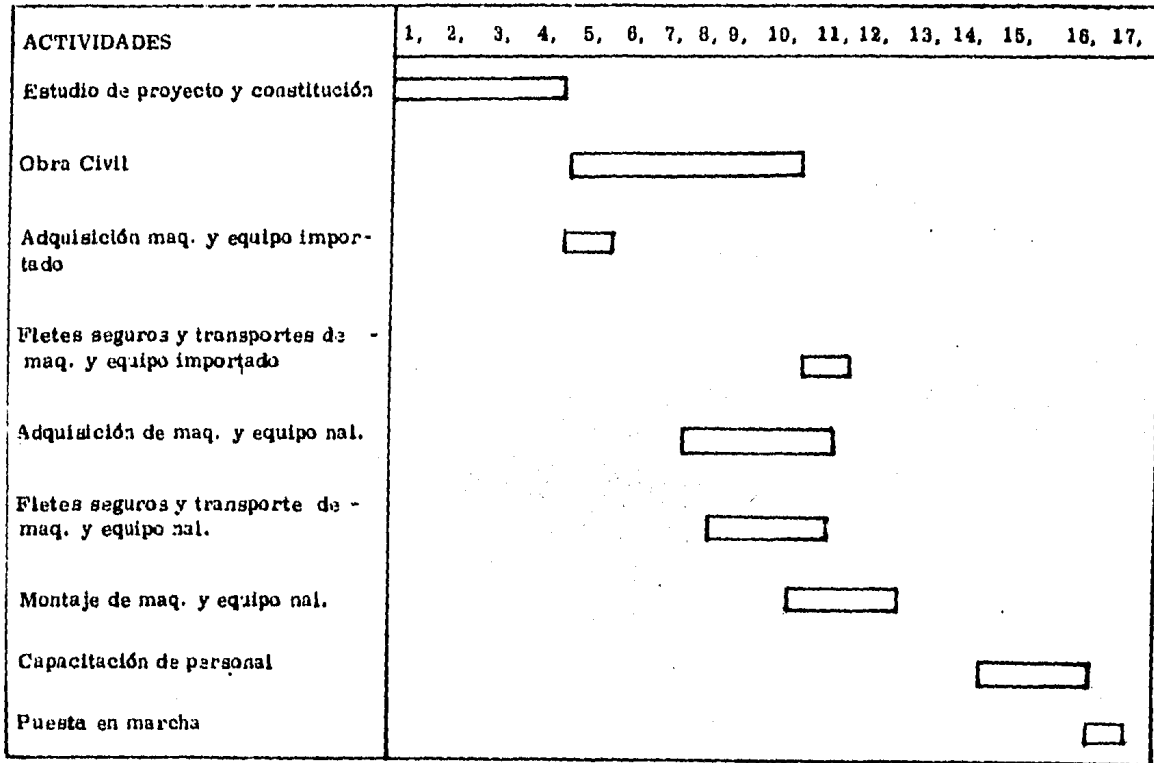 ACTIVIDADES 1, 2, 3, 4, 5, 6, 7, 8, 9, 10, 11, 12, 13, 14, 15, 16, 17,
Estudio de proyecto y constitución
Obra Civil
Adquisición maq. y equipo impor-
tado
Fletes seguros y transportes de -
maq. y equipo importado
Adquisición de maq. y equipo nal.
Fletes seguros y transporte de -
maq. y equipo nal.
Montaje de maq. y equipo nal.
Capacitación de personal
Puesta en marcha